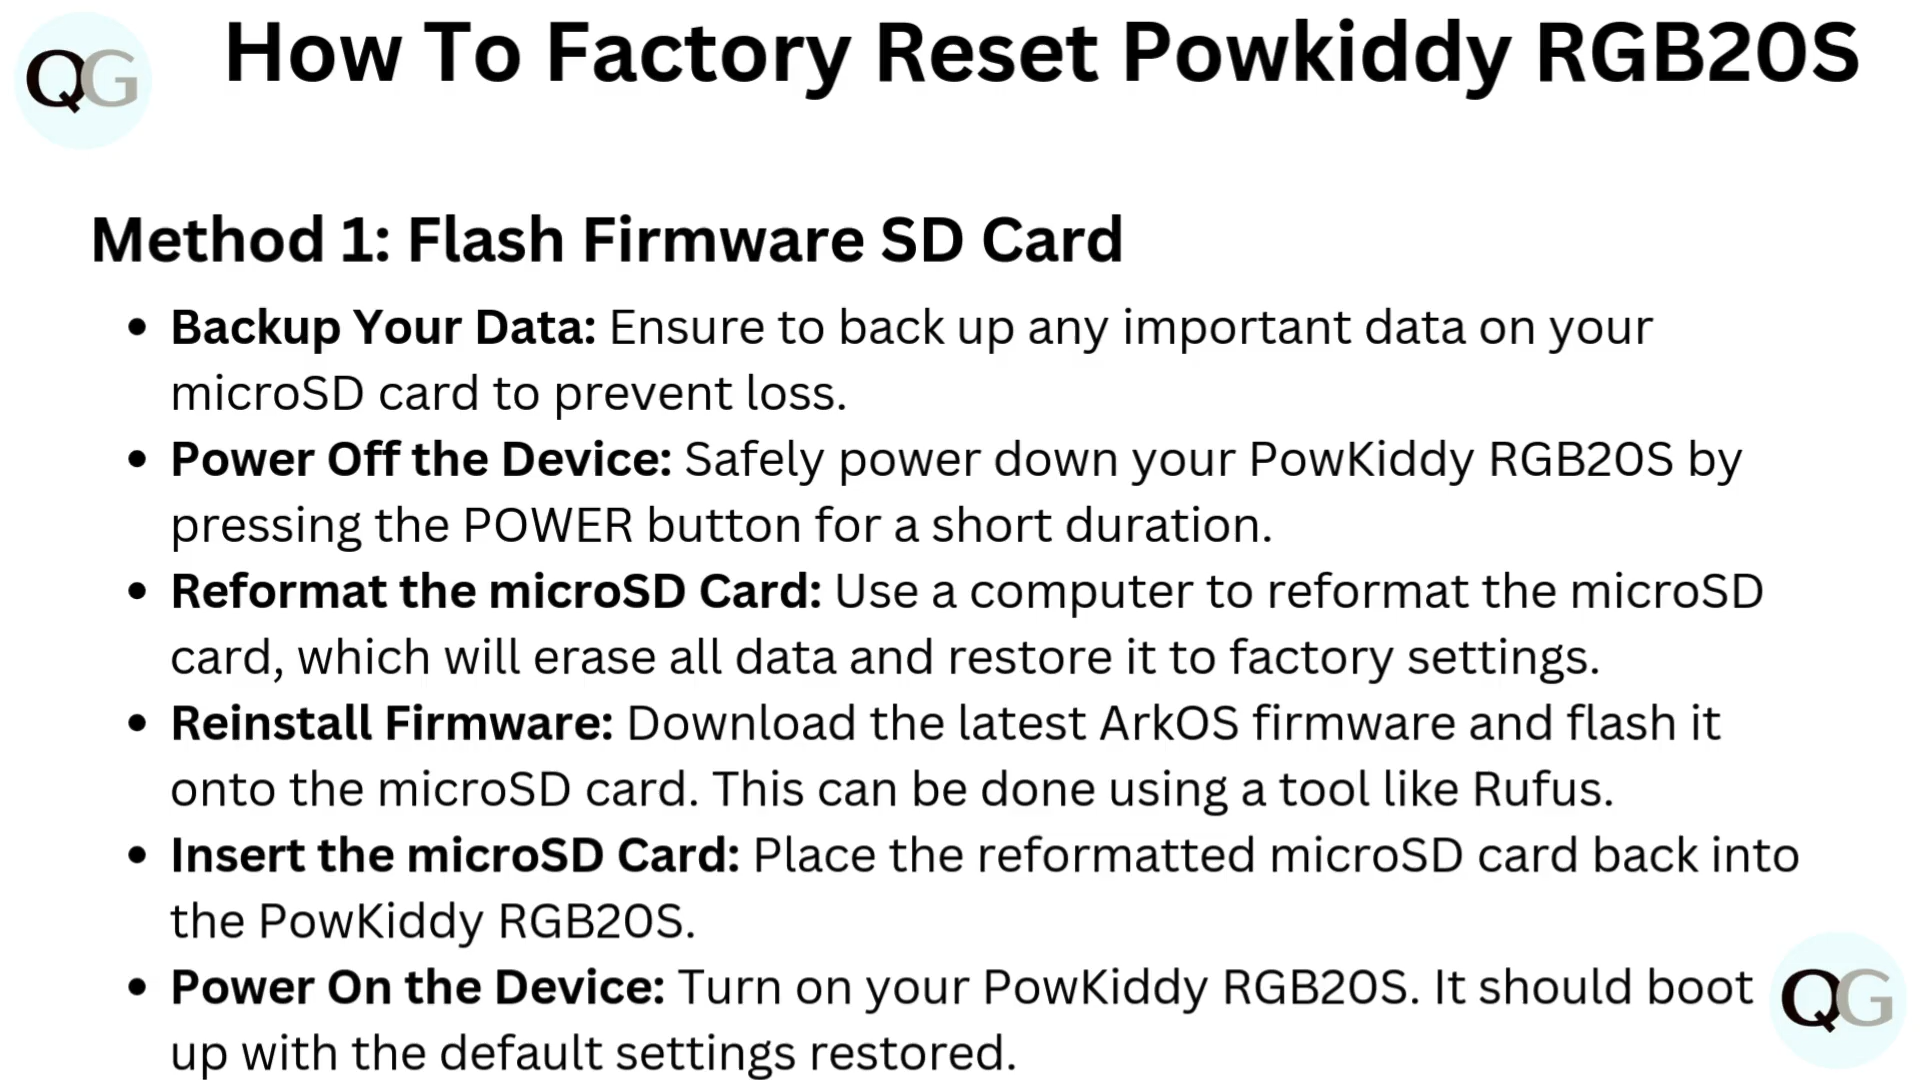 QG
How To Factory Reset Powkiddy RGB20S
Method 1: Flash Firmware SD Card
• Backup Your Data: Ensure to back up any important data on your
microSD card to prevent loss.
• Power Off the Device: Safely power down your PowKiddy RGB20S by
pressing the POWER button for a short duration.
• Reformat the microSD Card: Use a computer to reformat the microSD
card, which will erase all data and restore it to factory settings.
• Reinstall Firmware: Download the latest ArkOS firmware and flash it
onto the microSD card. This can be done using a tool like Rufus.
• Insert the microSD Card: Place the reformatted microSD card back into
the PowKiddy RGB20S.
• Power On the Device: Turn on your PowKiddy RGB20S. It should boot
up with the default settings restored.
QG